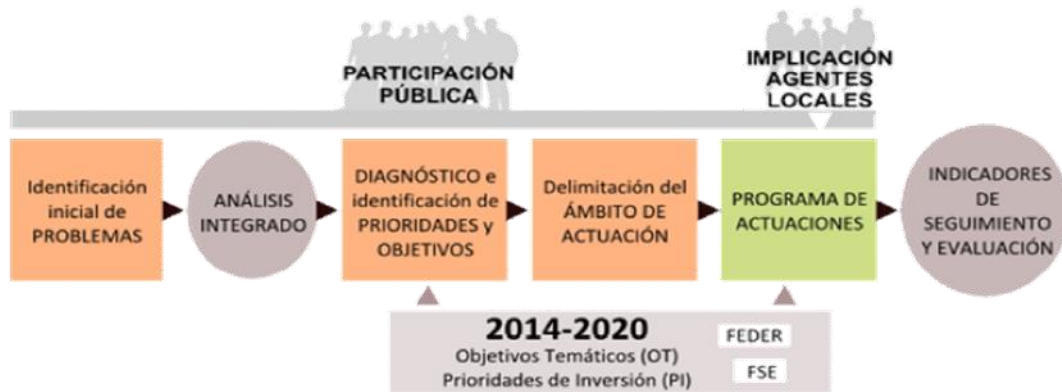 PARTICIPACIÓN
PÚBLICA
IMPLICACIÓN
AGENTES
LOCALES
Identificación
inicial de
PROBLEMAS
ANÁLISIS
INTEGRADO
DIAGNÓSTICO e
identificación de
PRIORIDADES y
OBJETIVOS
Delimitación del
ÁMBITO DE
ACTUACIÓN
PROGRAMA DE
ACTUACIONES
INDICADORES
DE
SEGUIMIENTO
Y EVALUACIÓN
2014-2020
Objetivos Temáticos (OT)
Prioridades de Inversión (PI)
FEDER
FSE